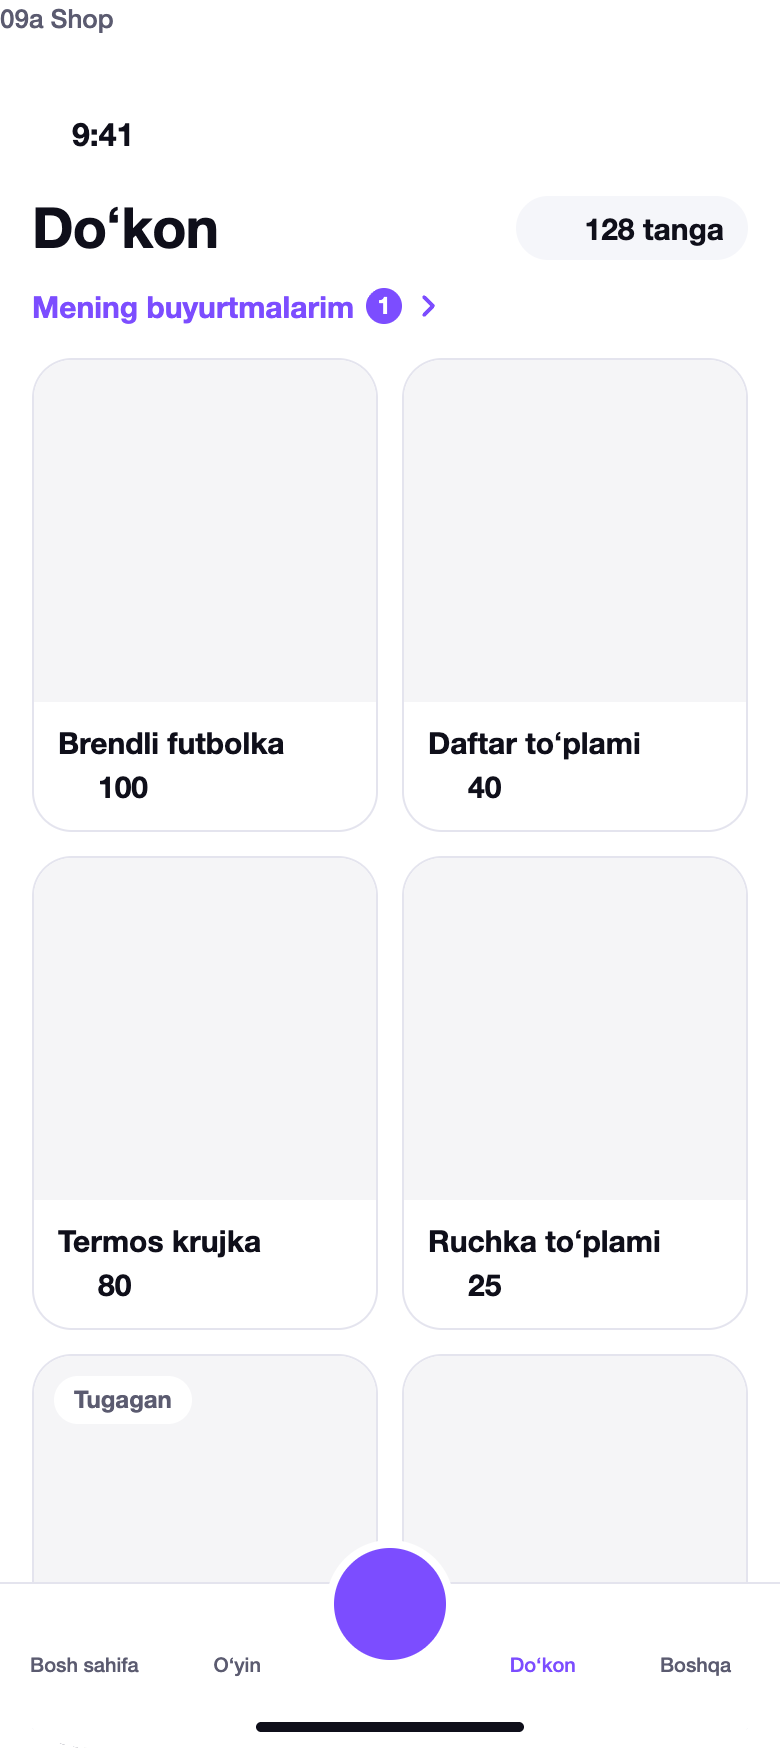 09a Shop
9:41
Do‘kon
128 tanga
Mening buyurtmalarim 1
Brendli futbolka
100
Daftar to‘plami
40
Termos krujka
80
Ruchka to‘plami
25
Tugagan
Bosh sahifa
O‘yin
Do‘kon
Boshqa